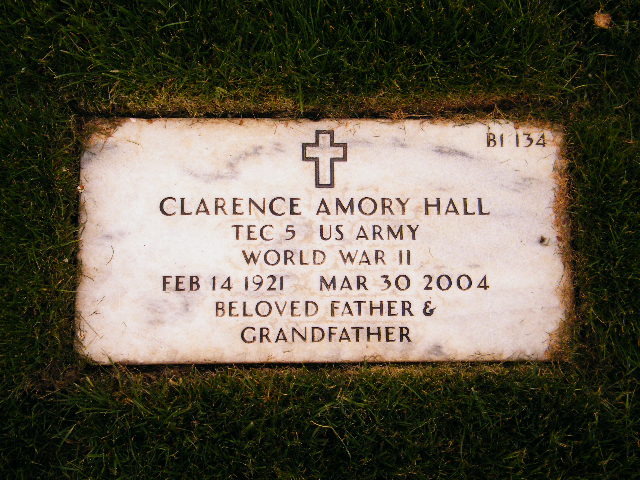 B1 134
CLARENCE AMORY HALL
TEC 5 US ARMY
WORLD WAR II
FEB 14 1921 MAR 30 2004
BELOVED FATHER &
GRANDFATHER